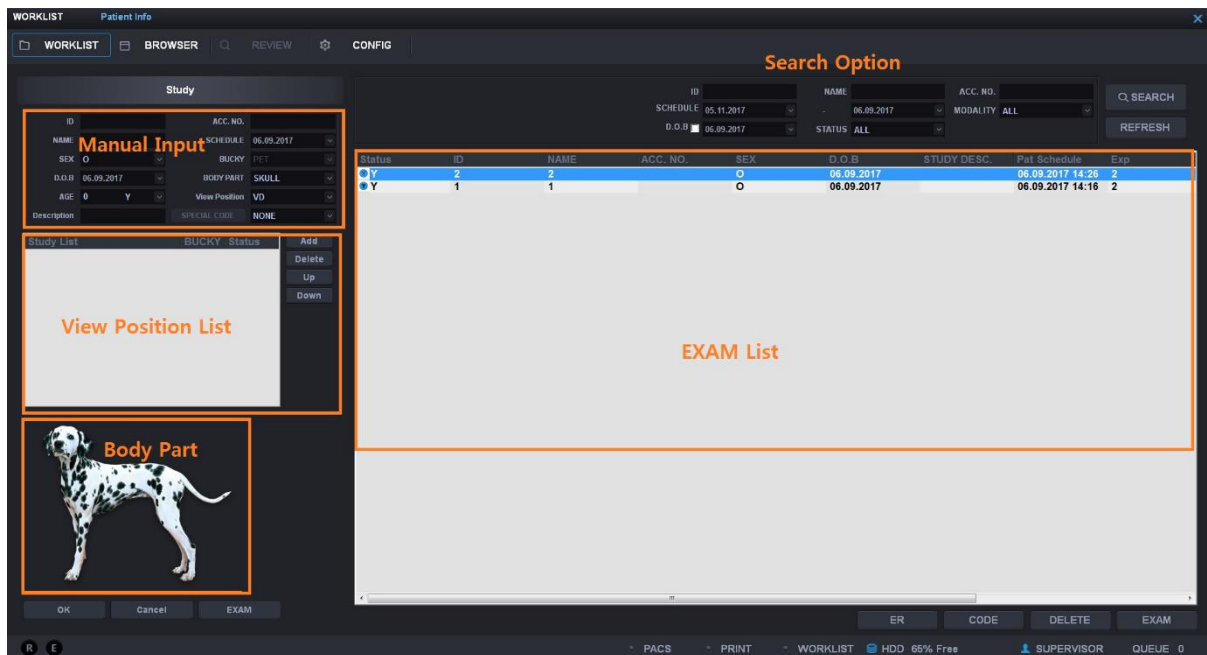 WORKLIST Patient Info
WORKLIST BROWSER REVIEW CONFIG
Search Option
Study
ID NAME ACC. NO. SEARCH
SCHEDULE 05.11.2017 - 06.09.2017 MODALITY ALL
D.O.B 06.09.2017 STATUS ALL REFRESH
ID ACC. NO.
NAME SCHEDULE 06.09.2017
Manual Input
SEX O BUCKY PET
D.O.B 06.09.2017 BODY PART SKULL
AGE 0 Y View Position VD
Description SPECIAL CODE NONE
Status ID NAME ACC. NO. SEX D.O.B STUDY DESC. Pat Schedule Exp
Y 2 2 O 06.09.2017 06.09.2017 14:26 2
Y 1 1 O 06.09.2017 06.09.2017 14:16 2
Study List BUCKY Status Add
Delete
Up
Down
View Position List
EXAM List
Body Part
OK Cancel EXAM
ER CODE DELETE EXAM
R E - PACS - PRINT - WORKLIST HDD 65% Free SUPERVISOR QUEUE 0